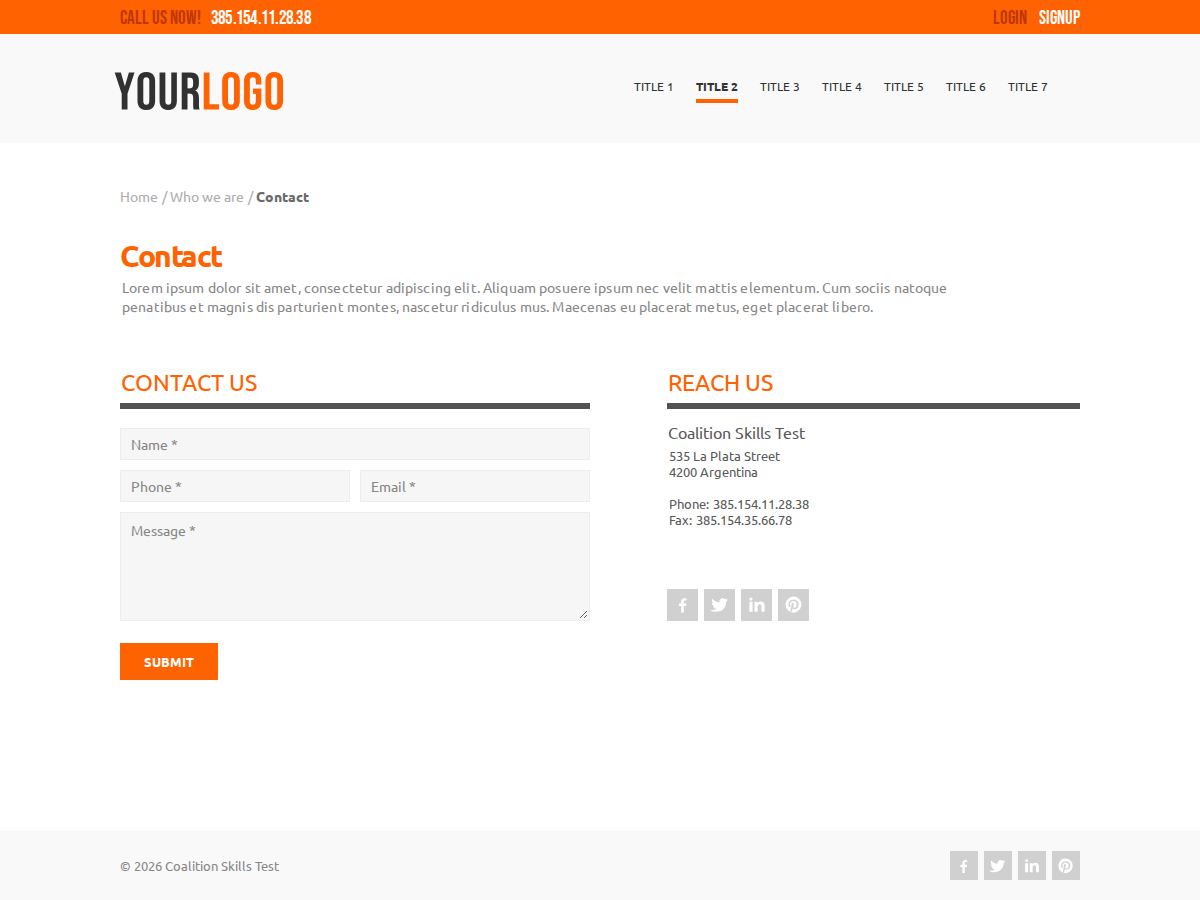 CALL US NOW! 385.154.11.28.38 LOGIN SIGNUP
YOURLOGO
TITLE 1 TITLE 2 TITLE 3 TITLE 4 TITLE 5 TITLE 6 TITLE 7
Home / Who we are / Contact
Contact
Lorem ipsum dolor sit amet, consectetur adipiscing elit. Aliquam posuere ipsum nec velit mattis elementum. Cum sociis natoque
penatibus et magnis dis parturient montes, nascetur ridiculus mus. Maecenas eu placerat metus, eget placerat libero.
CONTACT US
Name *
Phone * Email *
Message *
SUBMIT
REACH US
Coalition Skills Test
535 La Plata Street
4200 Argentina
Phone: 385.154.11.28.38
Fax: 385.154.35.66.78
© 2026 Coalition Skills Test